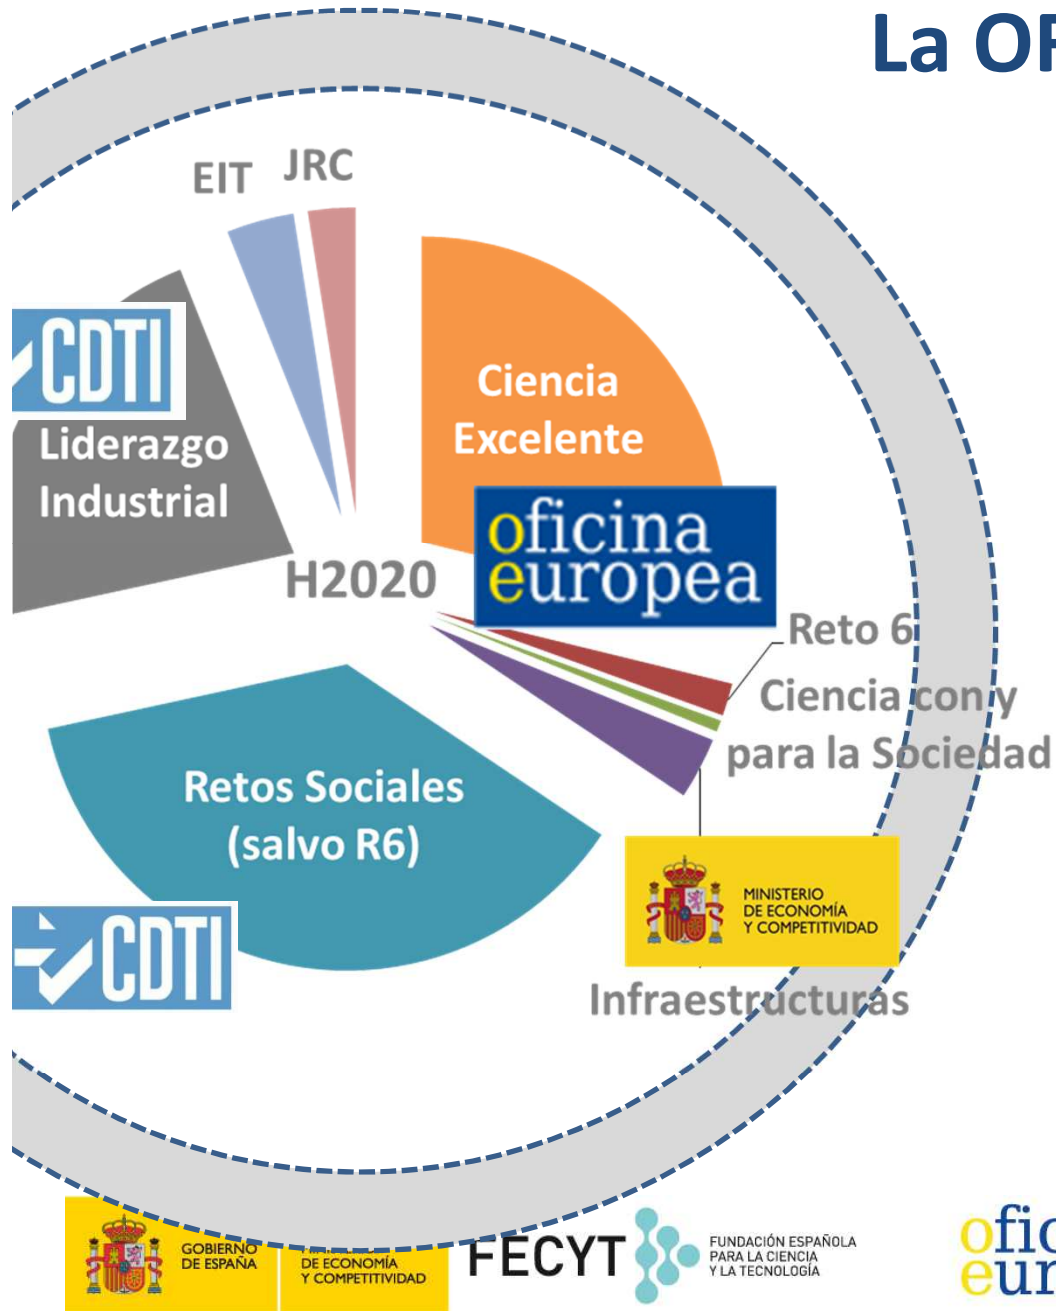 La OF
EIT
JRC
CDTI
Ciencia
Excelente
Liderazgo
Industrial
oficina
europea
H2020
Reto 6
Ciencia con y
para la Sociedad
Retos Sociales
(salvo R6)
MINISTERIO
DE ECONOMÍA
Y COMPETITIVIDAD
CDTI
Infraestructuras
GOBIERNO
DE ESPAÑA
DE ECONOMÍA
Y COMPETITIVIDAD
FECYT
FUNDACIÓN ESPAÑOLA
PARA LA CIENCIA
Y LA TECNOLOGÍA
ofic
eur